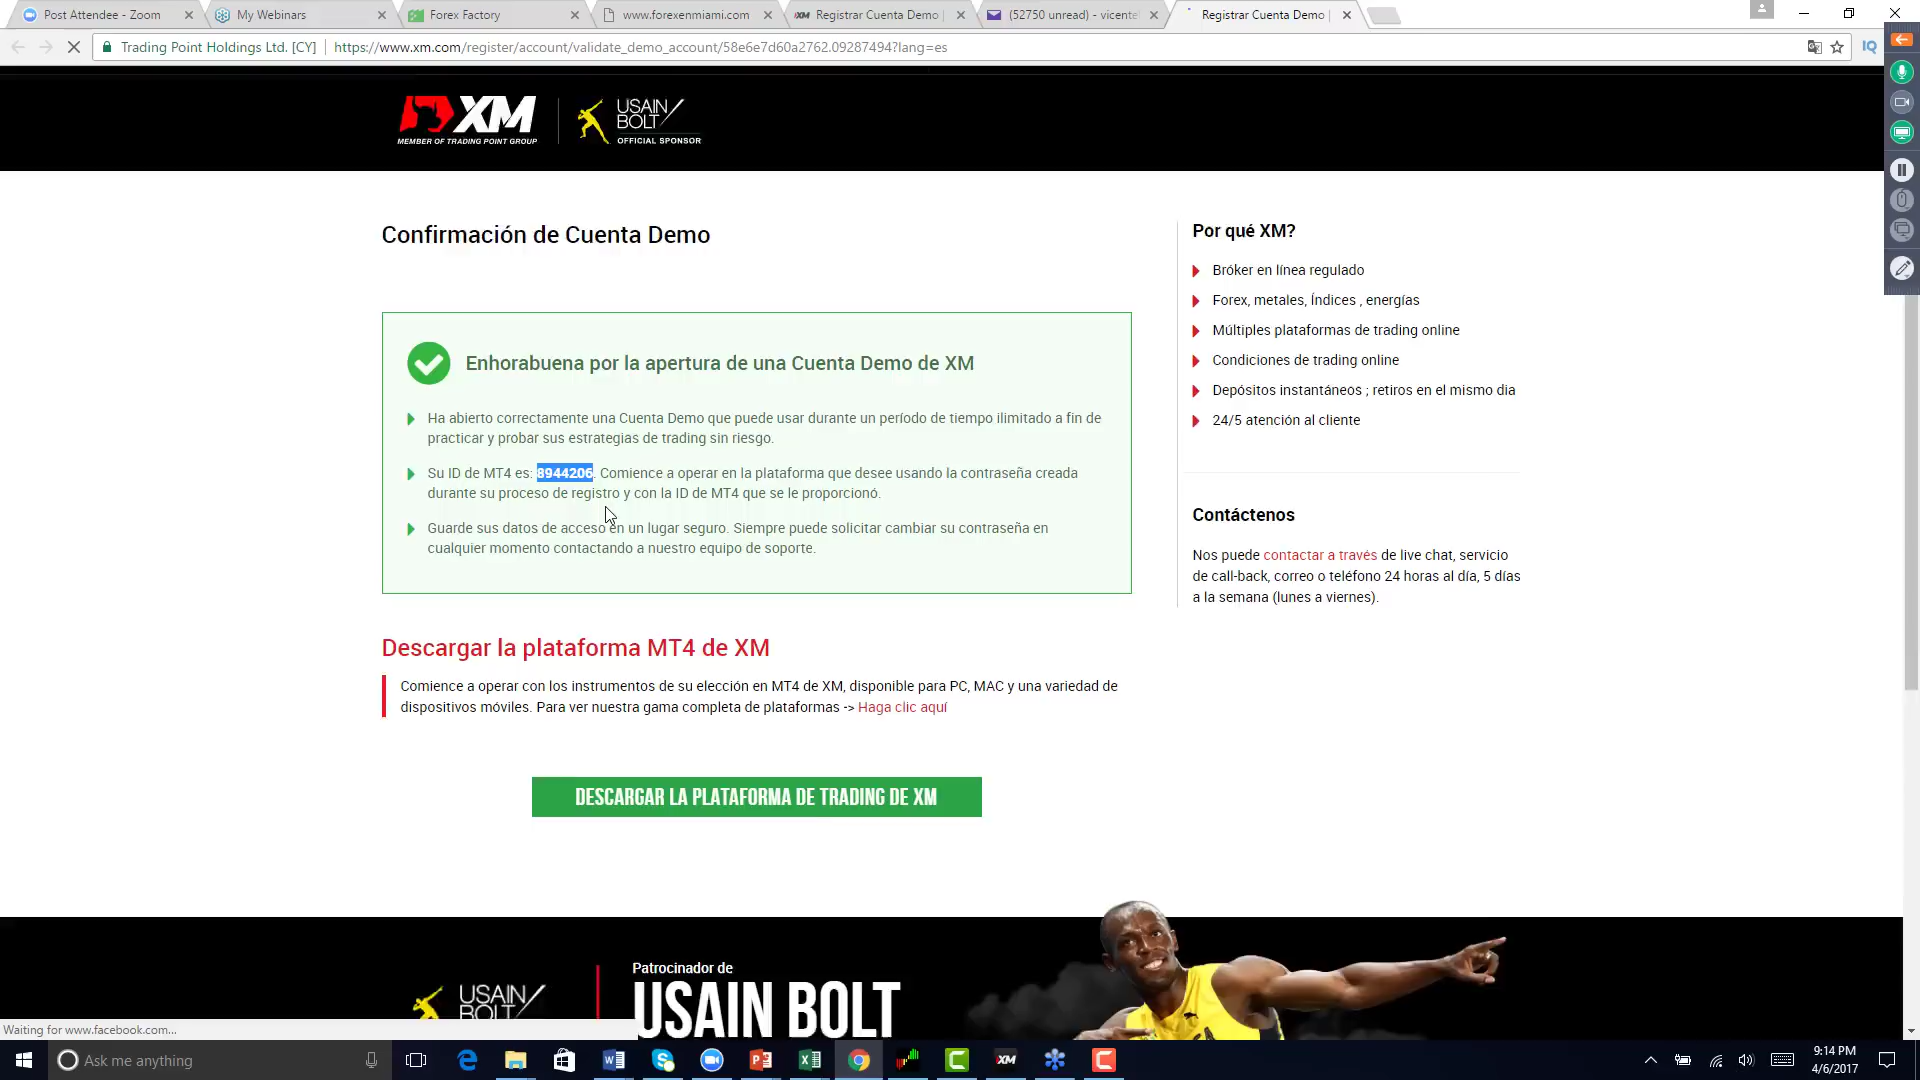 Post Attendee - Zoom
My Webinars
Forex Factory
www.forexenmiami.com
Registrar Cuenta Demo
(52750 unread) - vicente
Registrar Cuenta Demo
Trading Point Holdings Ltd. [CY]
https://www.xm.com/register/account/validate_demo_account/58e6e7d60a2762.09287494?lang=es
IQ
XM
MEMBER OF TRADING POINT GROUP
USAIN
BOLT
OFFICIAL SPONSOR
Confirmación de Cuenta Demo
Enhorabuena por la apertura de una Cuenta Demo de XM
Ha abierto correctamente una Cuenta Demo que puede usar durante un período de tiempo ilimitado a fin de
practicar y probar sus estrategias de trading sin riesgo.
Su ID de MT4 es: 8944206. Comience a operar en la plataforma que desee usando la contraseña creada
durante su proceso de registro y con la ID de MT4 que se le proporcionó.
Guarde sus datos de acceso en un lugar seguro. Siempre puede solicitar cambiar su contraseña en
cualquier momento contactando a nuestro equipo de soporte.
Por qué XM?
Bróker en línea regulado
Forex, metales, Índices , energías
Múltiples plataformas de trading online
Condiciones de trading online
Depósitos instantáneos ; retiros en el mismo dia
24/5 atención al cliente
Contáctenos
Nos puede contactar a través de live chat, servicio
de call-back, correo o teléfono 24 horas al día, 5 días
a la semana (lunes a viernes).
Descargar la plataforma MT4 de XM
Comience a operar con los instrumentos de su elección en MT4 de XM, disponible para PC, MAC y una variedad de
dispositivos móviles. Para ver nuestra gama completa de plataformas -> Haga clic aquí
DESCARGAR LA PLATAFORMA DE TRADING DE XM
USAIN
BOLT
Patrocinador de
USAIN BOLT
Waiting for www.facebook.com...
Ask me anything
XM
9:14 PM
4/6/2017